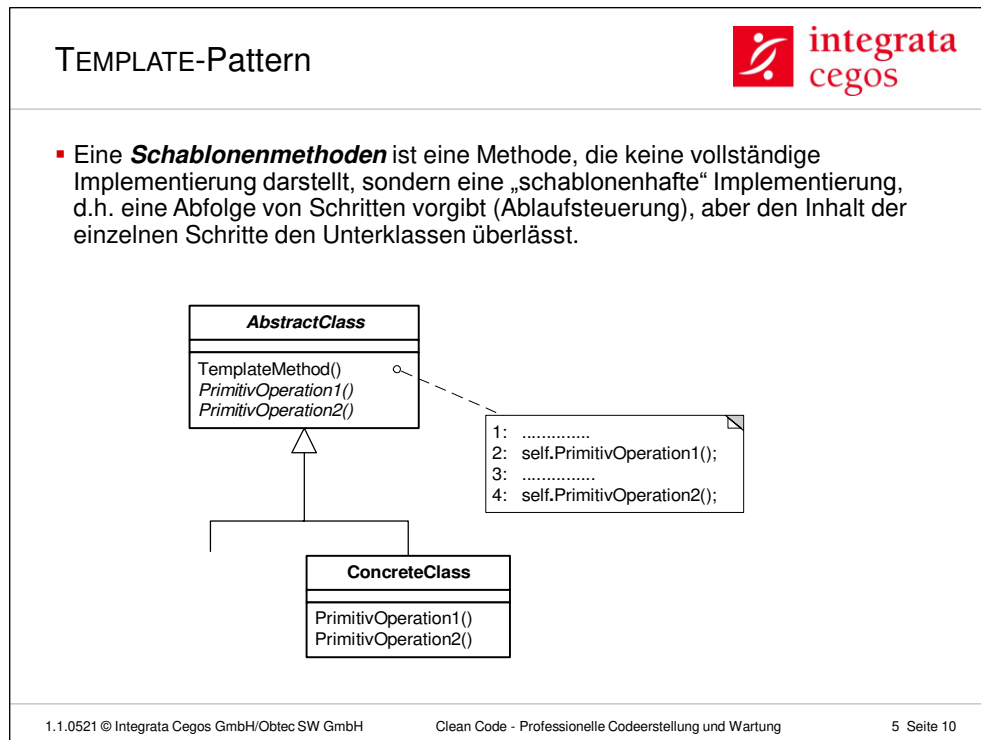 TEMPLATE-Pattern
integrata
cegos
▪ Eine Schablonenmethoden ist eine Methode, die keine vollständige
Implementierung darstellt, sondern eine „schablonenhafte“ Implementierung,
d.h. eine Abfolge von Schritten vorgibt (Ablaufsteuerung), aber den Inhalt der
einzelnen Schritte den Unterklassen überlässt.
AbstractClass
TemplateMethod()
PrimitivOperation1()
PrimitivOperation2()
1: ..............
2: self.PrimitivOperation1();
3: ...............
4: self.PrimitivOperation2();
ConcreteClass
PrimitivOperation1()
PrimitivOperation2()
1.1.0521 © Integrata Cegos GmbH/Obtec SW GmbH
Clean Code - Professionelle Codeerstellung und Wartung
5 Seite 10